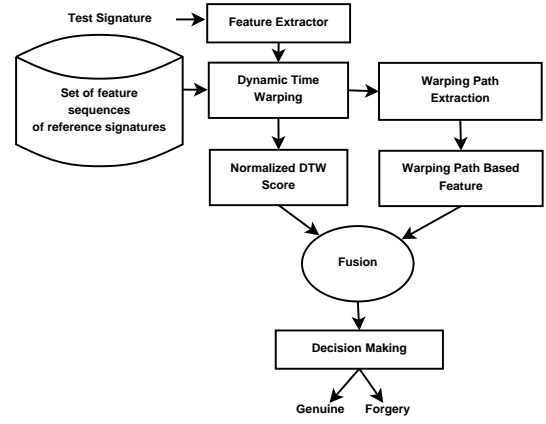 Test Signature
Feature Extractor
Set of feature
sequences
of reference signatures
Dynamic Time
Warping
Warping Path
Extraction
Normalized DTW
Score
Warping Path Based
Feature
Fusion
Decision Making
Genuine
Forgery